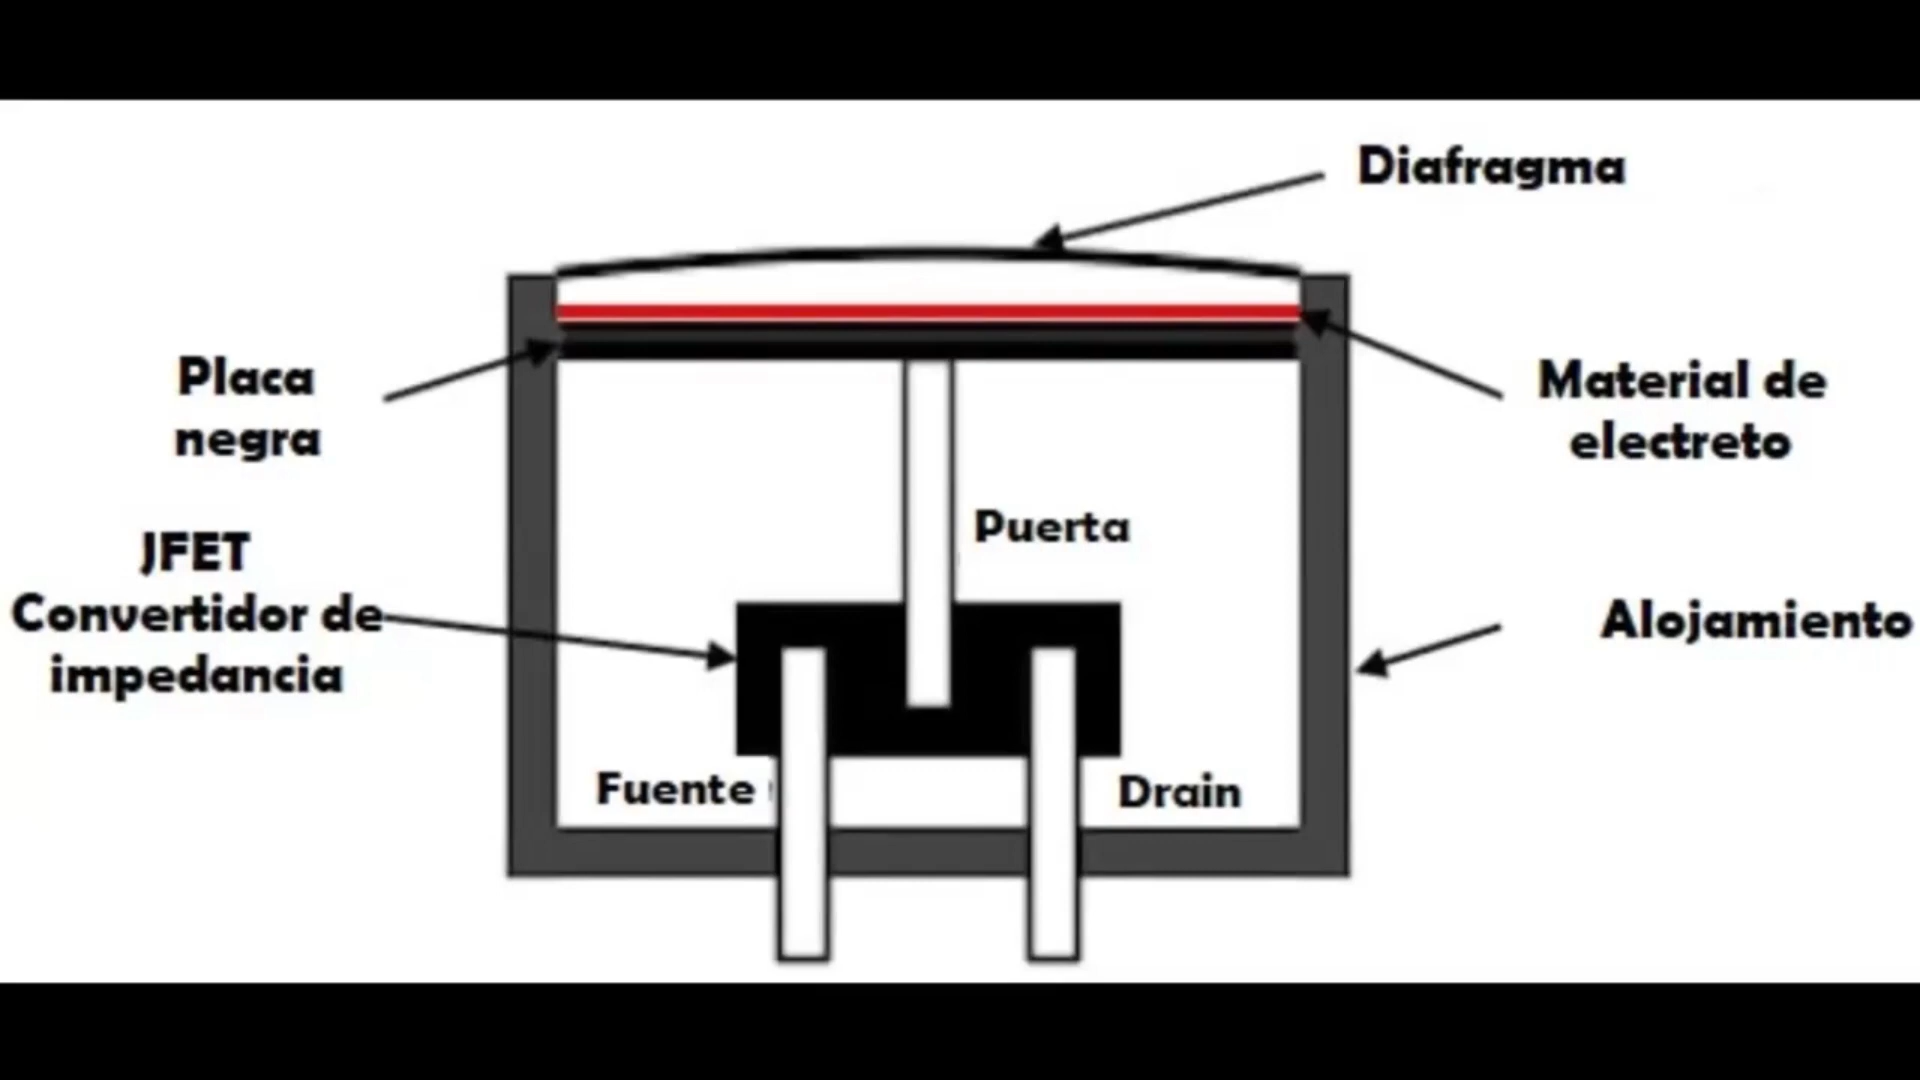 Diafragma
Placa
negra
Material de
electreto
JFET
Convertidor de
impedancia
Puerta
Alojamiento
Fuente
Drain